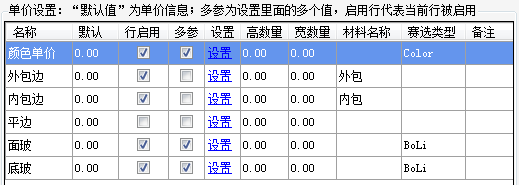 单价设置：“默认值”为单价信息；多参为设置里面的多个值，启用行代表当前行被启用
名称 默认 行启用 多参 设置 高数量 宽数量 材料名称 赛选类型 备注
颜色单价 0.00 设置 0.00 0.00 Color
外包边 0.00 设置 0.00 0.00 外包
内包边 0.00 设置 0.00 0.00 内包
平边 0.00 设置 0.00 0.00
面玻 0.00 设置 0.00 0.00 BoLi
底玻 0.00 设置 0.00 0.00 BoLi